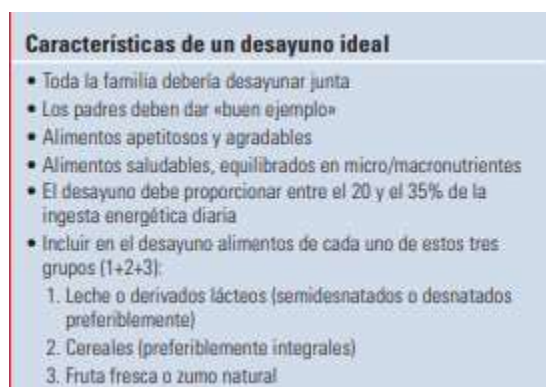 Características de un desayuno ideal
• Toda la familia debería desayunar junta
• Los padres deben dar «buen ejemplo»
• Alimentos apetitosos y agradables
• Alimentos saludables, equilibrados en micro/macronutrientes
• El desayuno debe proporcionar entre el 20 y el 35% de la
ingesta energética diaria
• Incluir en el desayuno alimentos de cada uno de estos tres
grupos (1+2+3):
1. Leche o derivados lácteos (semidesnatados o desnatados
preferiblemente)
2. Cereales (preferiblemente integrales)
3. Fruta fresca o zumo natural